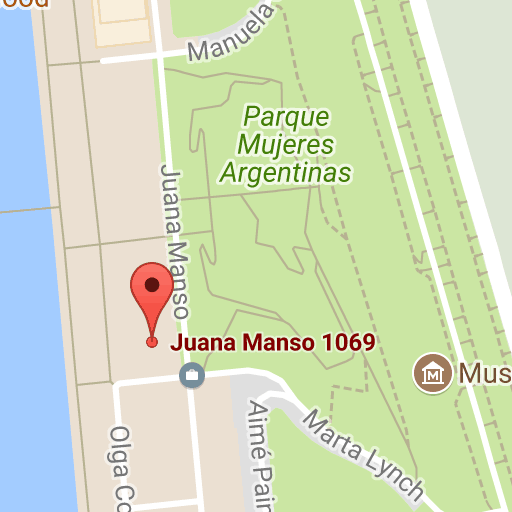 ood
Manuela
Parque
Mujeres
Argentinas
Juana Manso
Juana Manso 1069
Mus
Olga Co
Aimé Pain
Marta Lynch